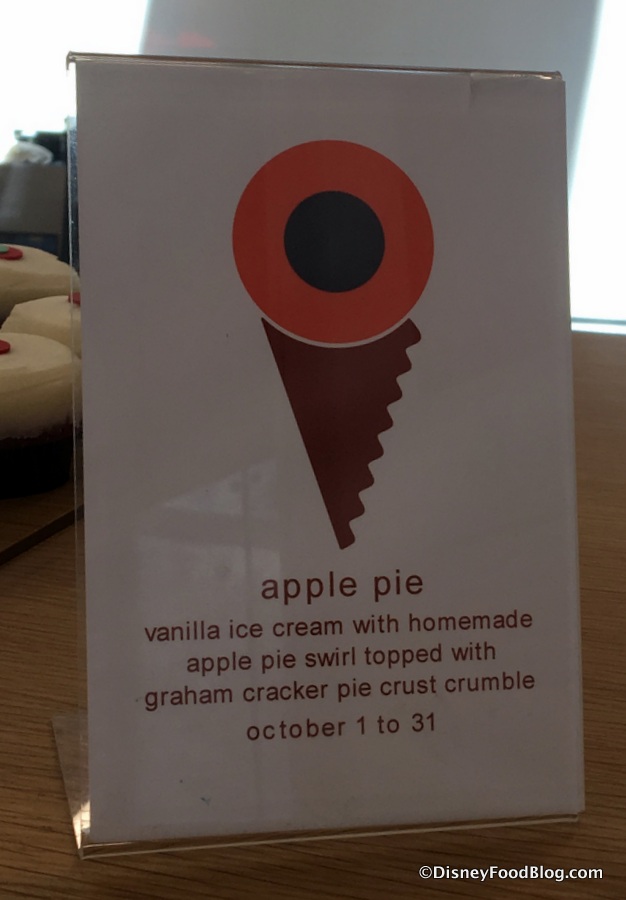 apple pie
vanilla ice cream with homemade
apple pie swirl topped with
graham cracker pie crust crumble
october 1 to 31
©DisneyFoodBlog.com